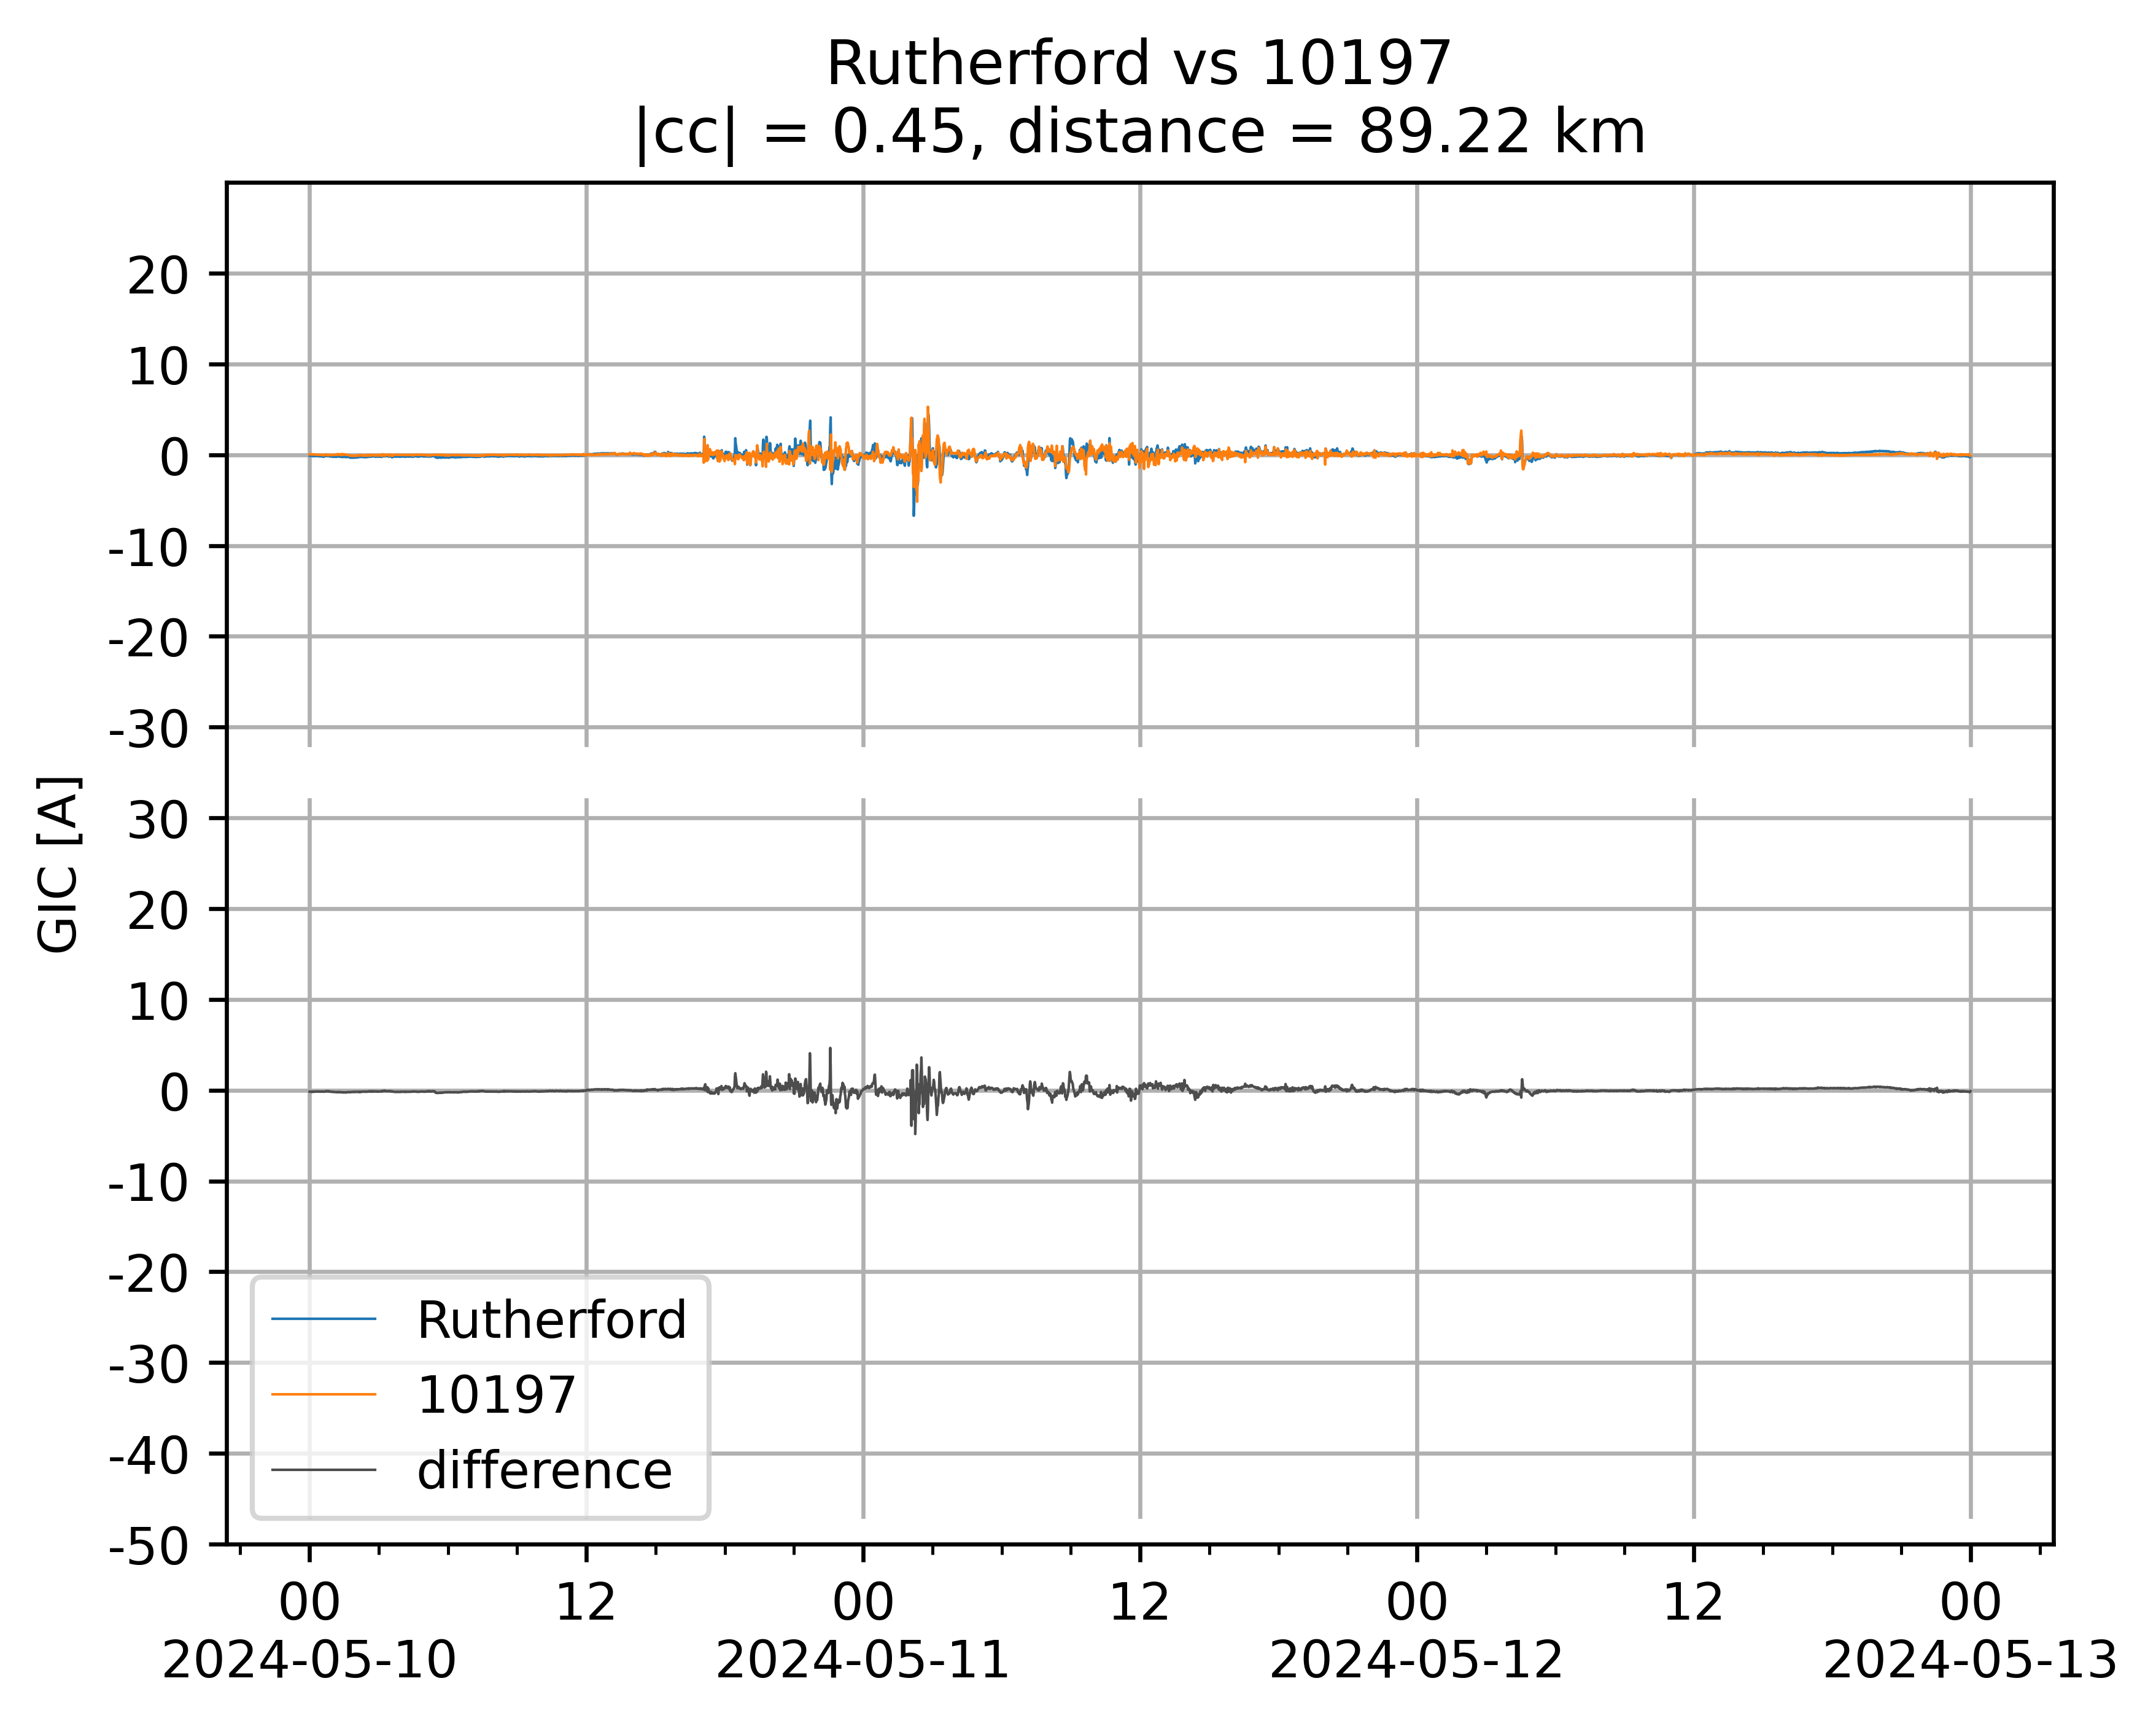 Rutherford vs 10197
|cc| = 0.45, distance = 89.22 km
GIC [A]
20
10
0
-10
-20
-30
30
20
10
0
-10
-20
-30
-40
-50
Rutherford
10197
difference
00 12 00 12 00 12 00
2024-05-10 2024-05-11 2024-05-12 2024-05-13